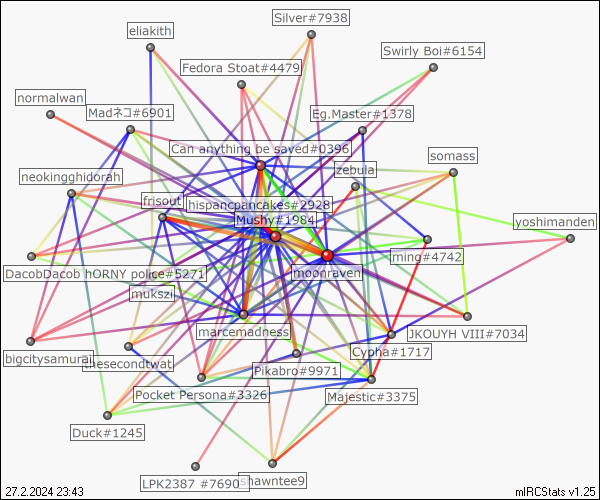 Silver#7938
eliakith
Swirly Boi#6154
Fedora Stoat#4479
normalwan
Madネコ#6901
Eg.Master#1378
Can anything be saved#0396
somass
zebula
neokingghidorah
frisout
hispancpancakes#2928
Mushy#1984
yoshimanden
ming#4742
DacobDacob hORNY police#5271
moonraven
mukszi
marcemadness
JKOUYH VIII#7034
Cypha#1717
bigcitysamurai
thesecondtwat
Pikabro#9971
Pocket Persona#3326
Majestic#3375
Duck#1245
LPK2387 #7690
shawntee9
27.2.2024 23:43
mIRCStats v1.25